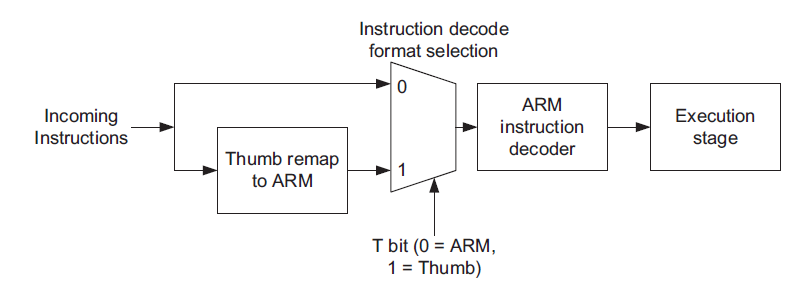 Instruction decode
format selection
0
Incoming
Instructions
Thumb remap
to ARM
1
ARM
instruction
decoder
Execution
stage
T bit (0 = ARM,
1 = Thumb)